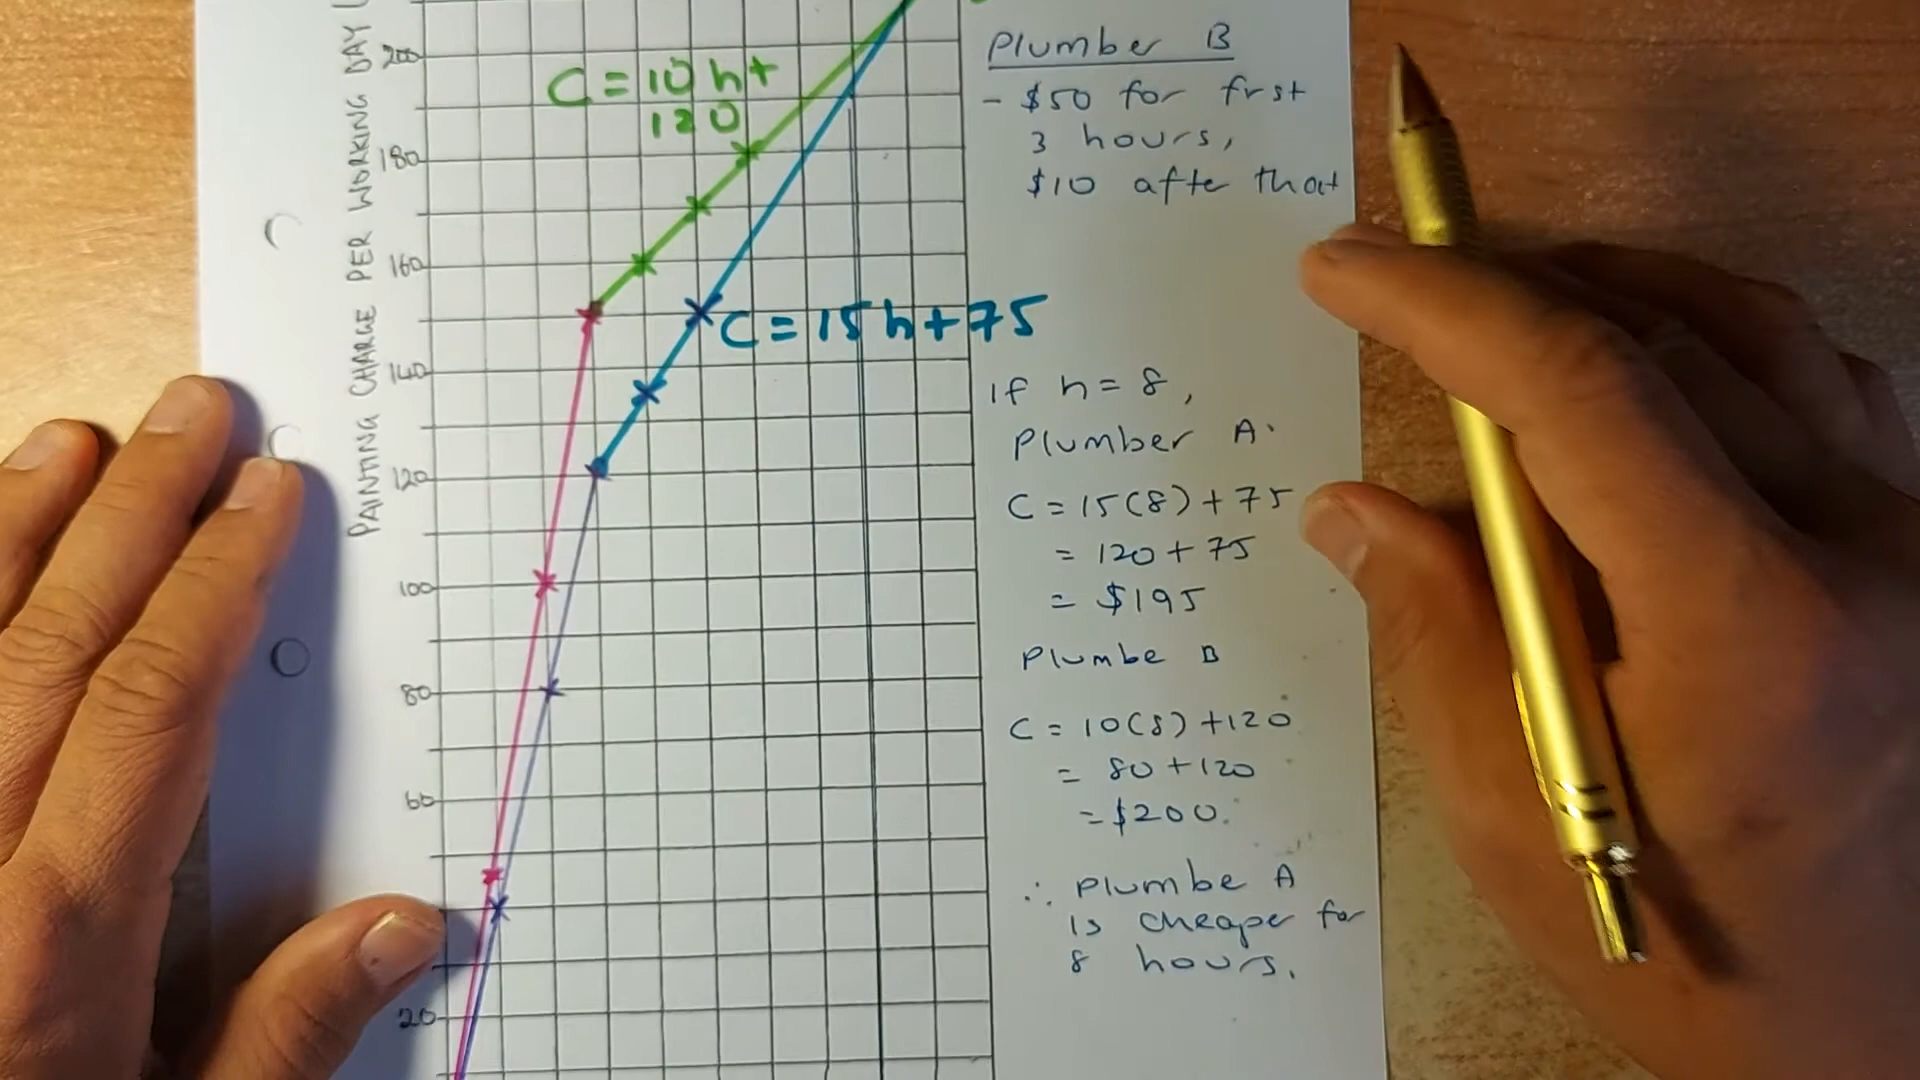 PAINTING CHARGE PER WORKING DAY (
200
180
160
140
120
100
80
60
20
C = 10h+
120
C = 15h+75
Plumber B
- $50 for frst
3 hours,
$10 afte that
If h = 8,
Plumber A.
C = 15(8) + 75
= 120 + 75
= $195
Plumbe B
C = 10(8) +120
= 80 +120
= $200.
∴ Plumbe A
is cheape for
8 hours.